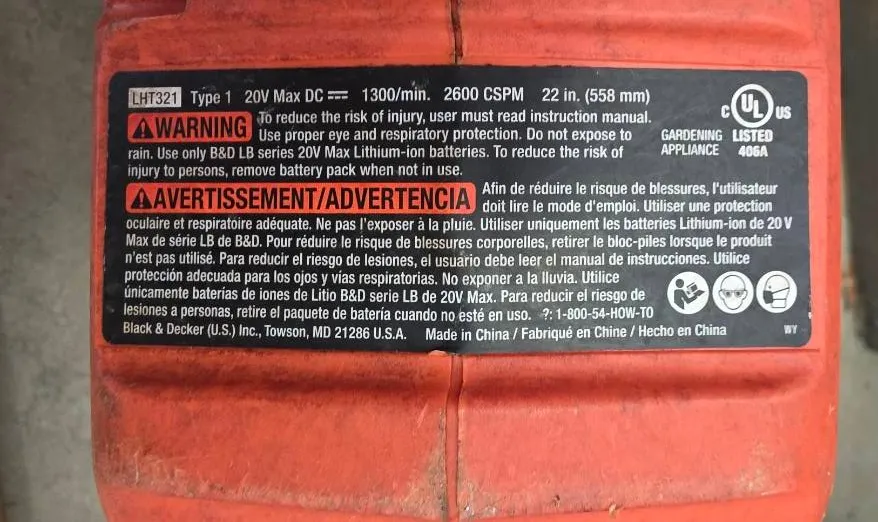 LHT321 Type 1 20V Max DC 1300/min. 2600 CSPM 22 in. (558 mm)
WARNING To reduce the risk of injury, user must read instruction manual.
Use proper eye and respiratory protection. Do not expose to
rain. Use only B&D LB series 20V Max Lithium-ion batteries. To reduce the risk of
injury to persons, remove battery pack when not in use.
C UL US
GARDENING LISTED
APPLIANCE 406A
AVERTISSEMENT/ADVERTENCIA Afin de réduire le risque de blessures, l'utilisateur
doit lire le mode d'emploi. Utiliser une protection
oculaire et respiratoire adéquate. Ne pas l'exposer à la pluie. Utiliser uniquement les batteries Lithium-ion de 20 V
Max de série LB de B&D. Pour réduire le risque de blessures corporelles, retirer le bloc-piles lorsque le produit
n'est pas utilisé. Para reducir el riesgo de lesiones, el usuario debe leer el manual de instrucciones. Utilice
protección adecuada para los ojos y vías respiratorias. No exponer a la lluvia. Utilice
únicamente baterías de iones de Litio B&D serie LB de 20V Max. Para reducir el riesgo de
lesiones a personas, retire el paquete de batería cuando no esté en uso. ?: 1-800-54-HOW-TO
Black & Decker (U.S.) Inc., Towson, MD 21286 U.S.A. Made in China / Fabriqué en Chine / Hecho en China WY